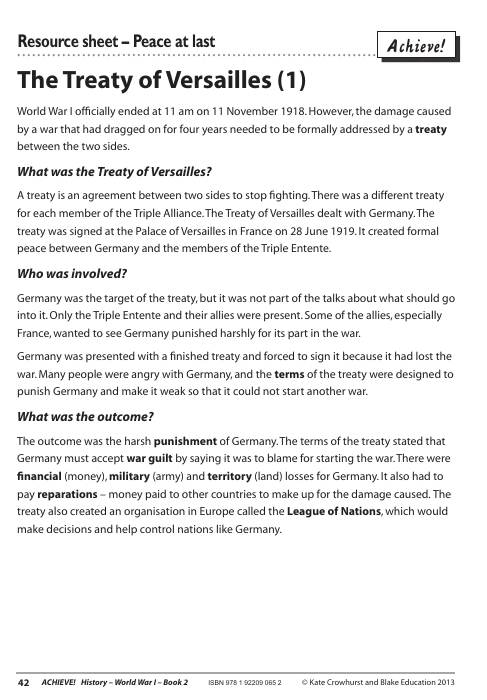 Resource sheet – Peace at last
Achieve!
The Treaty of Versailles (1)
World War I officially ended at 11 am on 11 November 1918. However, the damage caused
by a war that had dragged on for four years needed to be formally addressed by a treaty
between the two sides.
What was the Treaty of Versailles?
A treaty is an agreement between two sides to stop fighting. There was a different treaty
for each member of the Triple Alliance. The Treaty of Versailles dealt with Germany. The
treaty was signed at the Palace of Versailles in France on 28 June 1919. It created formal
peace between Germany and the members of the Triple Entente.
Who was involved?
Germany was the target of the treaty, but it was not part of the talks about what should go
into it. Only the Triple Entente and their allies were present. Some of the allies, especially
France, wanted to see Germany punished harshly for its part in the war.
Germany was presented with a finished treaty and forced to sign it because it had lost the
war. Many people were angry with Germany, and the terms of the treaty were designed to
punish Germany and make it weak so that it could not start another war.
What was the outcome?
The outcome was the harsh punishment of Germany. The terms of the treaty stated that
Germany must accept war guilt by saying it was to blame for starting the war. There were
financial (money), military (army) and territory (land) losses for Germany. It also had to
pay reparations – money paid to other countries to make up for the damage caused. The
treaty also created an organisation in Europe called the League of Nations, which would
make decisions and help control nations like Germany.
42 ACHIEVE! History – World War I – Book 2 ISBN 978 1 92209 065 2 © Kate Crowhurst and Blake Education 2013